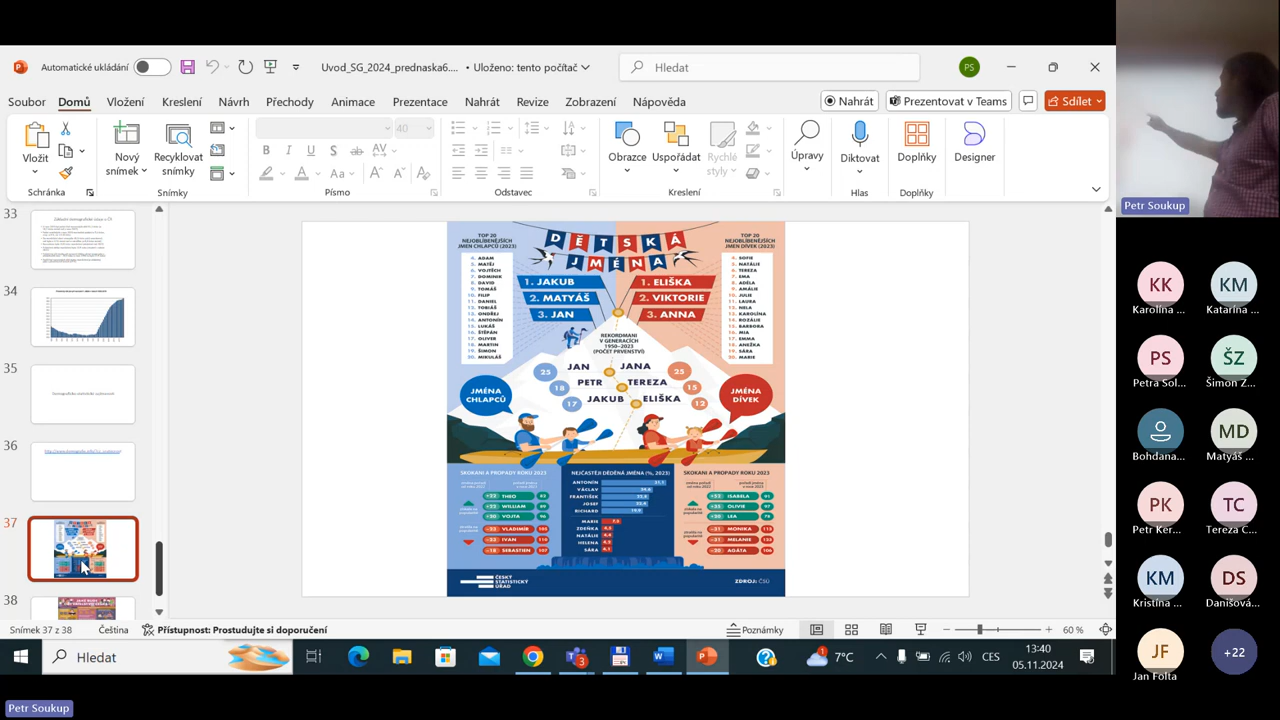 Automatické ukládání
Uvod_SG_2024_prednaska6.... • Uloženo: tento počítač
Hledat
PS
Soubor Domů Vložení Kreslení Návrh Přechody Animace Prezentace Nahrát Revize Zobrazení Nápověda
Nahrát Prezentovat v Teams Sdílet
Vložit
Nový snímek
Recyklovat snímky
40
Obrazce
Uspořádat
Rychlé styly
Úpravy
Diktovat
Doplňky
Designer
Schránka Snímky Písmo Odstavec Kreslení Hlas Doplňky
33
34
35
36
37
38
TOP 20
NEJOBLÍBENĚJŠÍCH
JMEN CHLAPCŮ (2023)
4. ADAM
5. MATĚJ
6. VOJTĚCH
7. DOMINIK
8. DAVID
9. TOMÁŠ
10. FILIP
11. DANIEL
12. TOBIÁŠ
13. ONDŘEJ
14. ANTONÍN
15. LUKÁŠ
16. ŠTĚPÁN
17. OLIVER
18. MARTIN
19. ŠIMON
20. MIKULÁŠ
DĚTSKÁ
JMÉNA
1. JAKUB
2. MATYÁŠ
3. JAN
1. ELIŠKA
2. VIKTORIE
3. ANNA
TOP 20
NEJOBLÍBENĚJŠÍCH
JMEN DÍVEK (2023)
4. SOFIE
5. NATÁLIE
6. TEREZA
7. EMA
8. ADÉLA
9. AMÁLIE
10. JULIE
11. LAURA
12. NELA
13. KAROLÍNA
14. ROZÁLIE
15. BARBORA
16. MIA
17. EMMA
18. ANEŽKA
19. SÁRA
20. MARIE
REKORDMANI
V GENERACÍCH
1950–2023
(POČET PRVENSTVÍ)
25 JAN JANA 25
18 PETR TEREZA 15
17 JAKUB ELIŠKA 12
JMÉNA
CHLAPCŮ
JMÉNA
DÍVEK
SKOKANI A PROPADY ROKU 2023
THEO
WILLIAM
VOJTA
VLADIMÍR
IVAN
SEBASTIEN
NEJČASTĚJI DĚDĚNÁ JMÉNA (%, 2023)
ANTONÍN
VÁCLAV
FRANTIŠEK
JOSEF
RICHARD
MARIE
ZDEŇKA
NATÁLIE
HELENA
SÁRA
SKOKANI A PROPADY ROKU 2023
ISABELA
OLIVIE
LEA
MONIKA
MELANIE
AGÁTA
ČESKÝ
STATISTICKÝ
ÚŘAD
ZDROJ: ČSÚ
Snímek 37 z 38 Čeština Přístupnost: Prostudujte si doporučení
Poznámky
60 %
Hledat
3
1
7°C
CES
13:40
05.11.2024
Petr Soukup
KK
Karolína ...
KM
Katarína ...
PS
Petra Sol...
ŠZ
Šimon Z...
Bohdana...
MD
Matyáš ...
PK
Petr Ker...
TC
Tereza C...
KM
Kristína ...
DS
Danišová...
JF
Jan Folta
+22
Petr Soukup